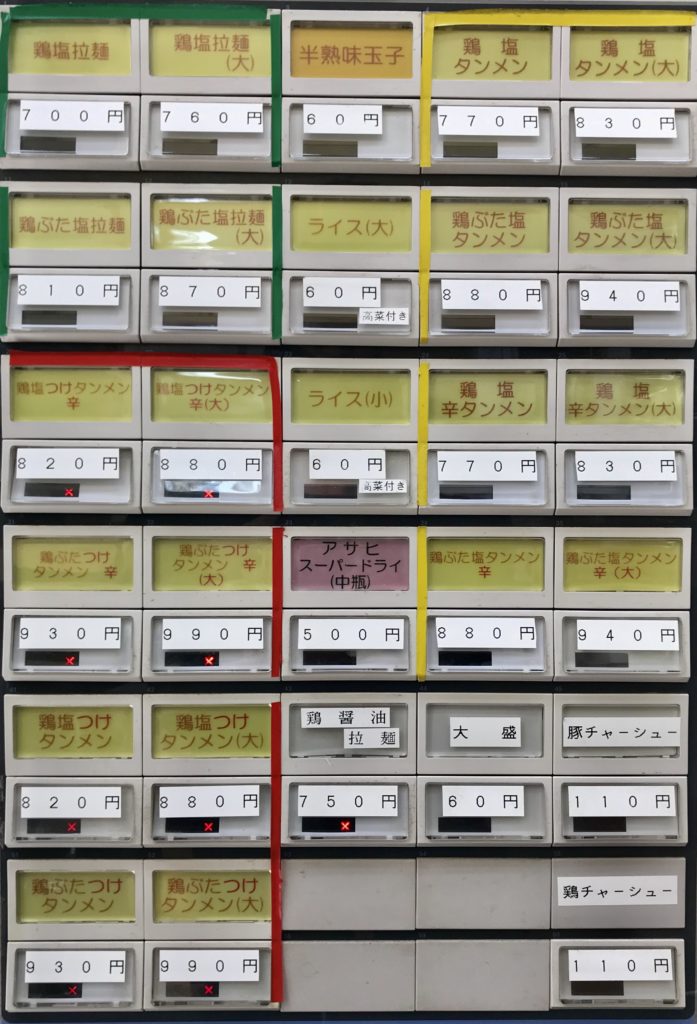 鶏塩拉麺
700円
鶏塩拉麺
(大)
760円
半熟味玉子
60円
鶏 塩
タンメン
770円
鶏 塩
タンメン(大)
830円
鶏ぶた塩拉麺
810円
鶏ぶた塩拉麺
(大)
870円
ライス(大)
60円
高菜付き
鶏ぶた塩
タンメン
880円
鶏ぶた塩
タンメン(大)
940円
鶏塩つけタンメン
辛
820円
鶏塩つけタンメン
辛(大)
880円
ライス(小)
60円
高菜付き
鶏 塩
辛タンメン
770円
鶏 塩
辛タンメン(大)
830円
鶏ぶたつけ
タンメン 辛
930円
鶏ぶたつけ
タンメン 辛
(大)
990円
アサヒ
スーパードライ
(中瓶)
500円
鶏ぶた塩タンメン
辛
880円
鶏ぶた塩タンメン
辛(大)
940円
鶏塩つけ
タンメン
820円
鶏塩つけ
タンメン(大)
880円
鶏醤油
拉麺
750円
大盛
60円
豚チャーシュー
110円
鶏ぶたつけ
タンメン
930円
鶏ぶたつけ
タンメン(大)
990円
鶏チャーシュー
110円